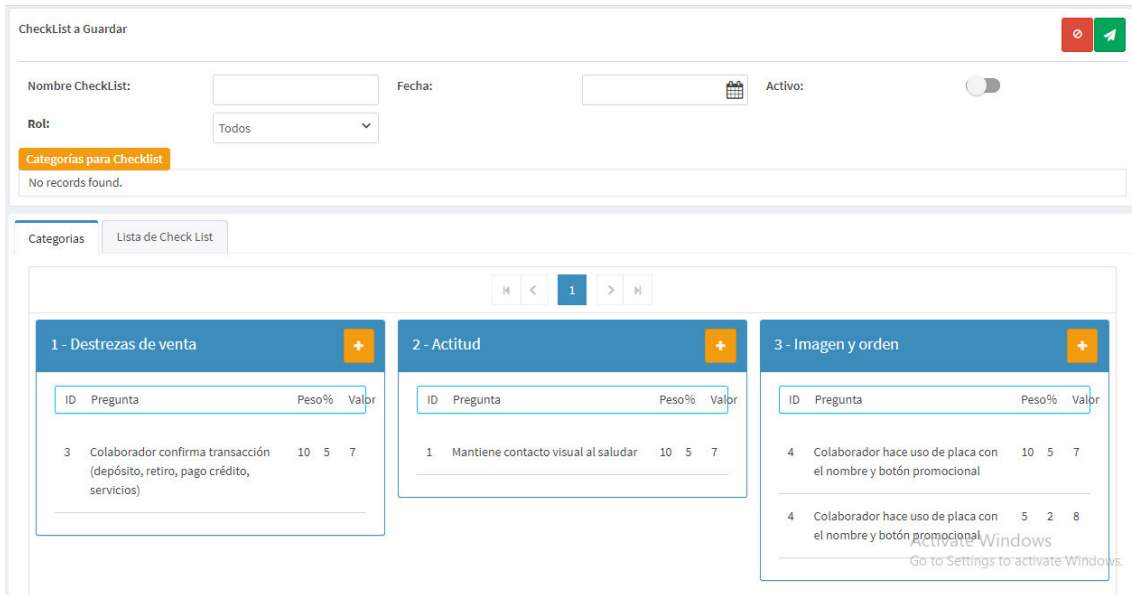 CheckList a Guardar
Nombre CheckList:
Fecha:
Activo:
Rol:
Todos
Categorías para Checklist
No records found.
Categorias
Lista de Check List
1
1 - Destrezas de venta
ID Pregunta Peso% Valor
3 Colaborador confirma transacción 10 5 7
(depósito, retiro, pago crédito,
servicios)
2 - Actitud
ID Pregunta Peso% Valor
1 Mantiene contacto visual al saludar 10 5 7
3 - Imagen y orden
ID Pregunta Peso% Valor
4 Colaborador hace uso de placa con 10 5 7
el nombre y botón promocional
4 Colaborador hace uso de placa con 5 2 8
el nombre y botón promocional
Activate Windows
Go to Settings to activate Windows.